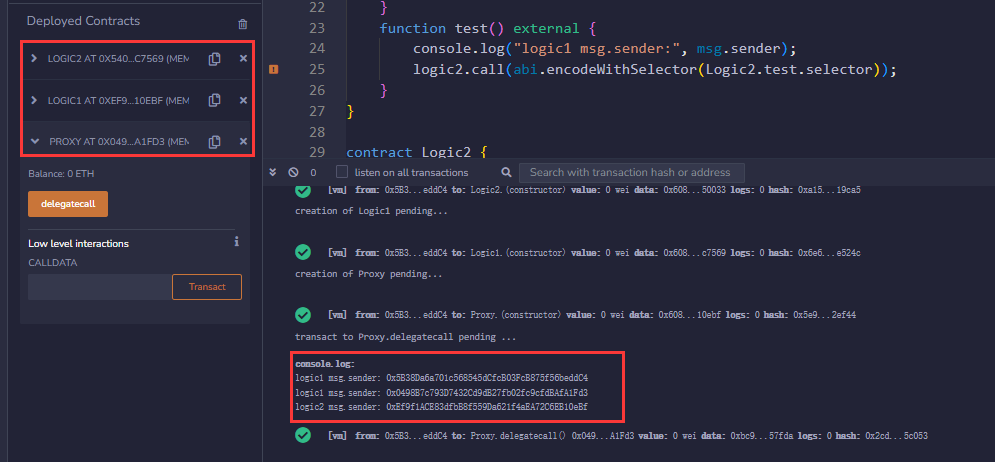 Deployed Contracts
LOGIC2 AT 0X540...C7569 (MEM
LOGIC1 AT 0XEF9...10EBF (MEM
PROXY AT 0X049...A1FD3 (MEM
Balance: 0 ETH
delegatecall
Low level interactions
CALLDATA
Transact
22 }
23 function test() external {
24 console.log("logic1 msg.sender:", msg.sender);
25 logic2.call(abi.encodeWithSelector(Logic2.test.selector));
26 }
27 }
28
29 contract Logic2 {
0 listen on all transactions Search with transaction hash or address
[vm] from: 0x5B3...eddC4 to: Logic2.(constructor) value: 0 wei data: 0x608...50033 logs: 0 hash: 0xa15...19ca5
creation of Logic1 pending...
[vm] from: 0x5B3...eddC4 to: Logic1.(constructor) value: 0 wei data: 0x608...c7569 logs: 0 hash: 0x6e6...e524c
creation of Proxy pending...
[vm] from: 0x5B3...eddC4 to: Proxy.(constructor) value: 0 wei data: 0x608...10ebf logs: 0 hash: 0x5e9...2ef44
transact to Proxy.delegatecall pending ...
console.log:
logic1 msg.sender: 0x5B38Da6a701c568545dCfcB03FcB875f56beddC4
logic1 msg.sender: 0x0498B7c793D7432Cd9dB27fb02fc9cfdBAfA1Fd3
logic2 msg.sender: 0xEf9f1ACE83dfbB8f559Da621f4aEA72C6EB10eBf
[vm] from: 0x5B3...eddC4 to: Proxy.delegatecall() 0x049...A1Fd3 value: 0 wei data: 0xbc9...57fda logs: 0 hash: 0x2cd...5c053